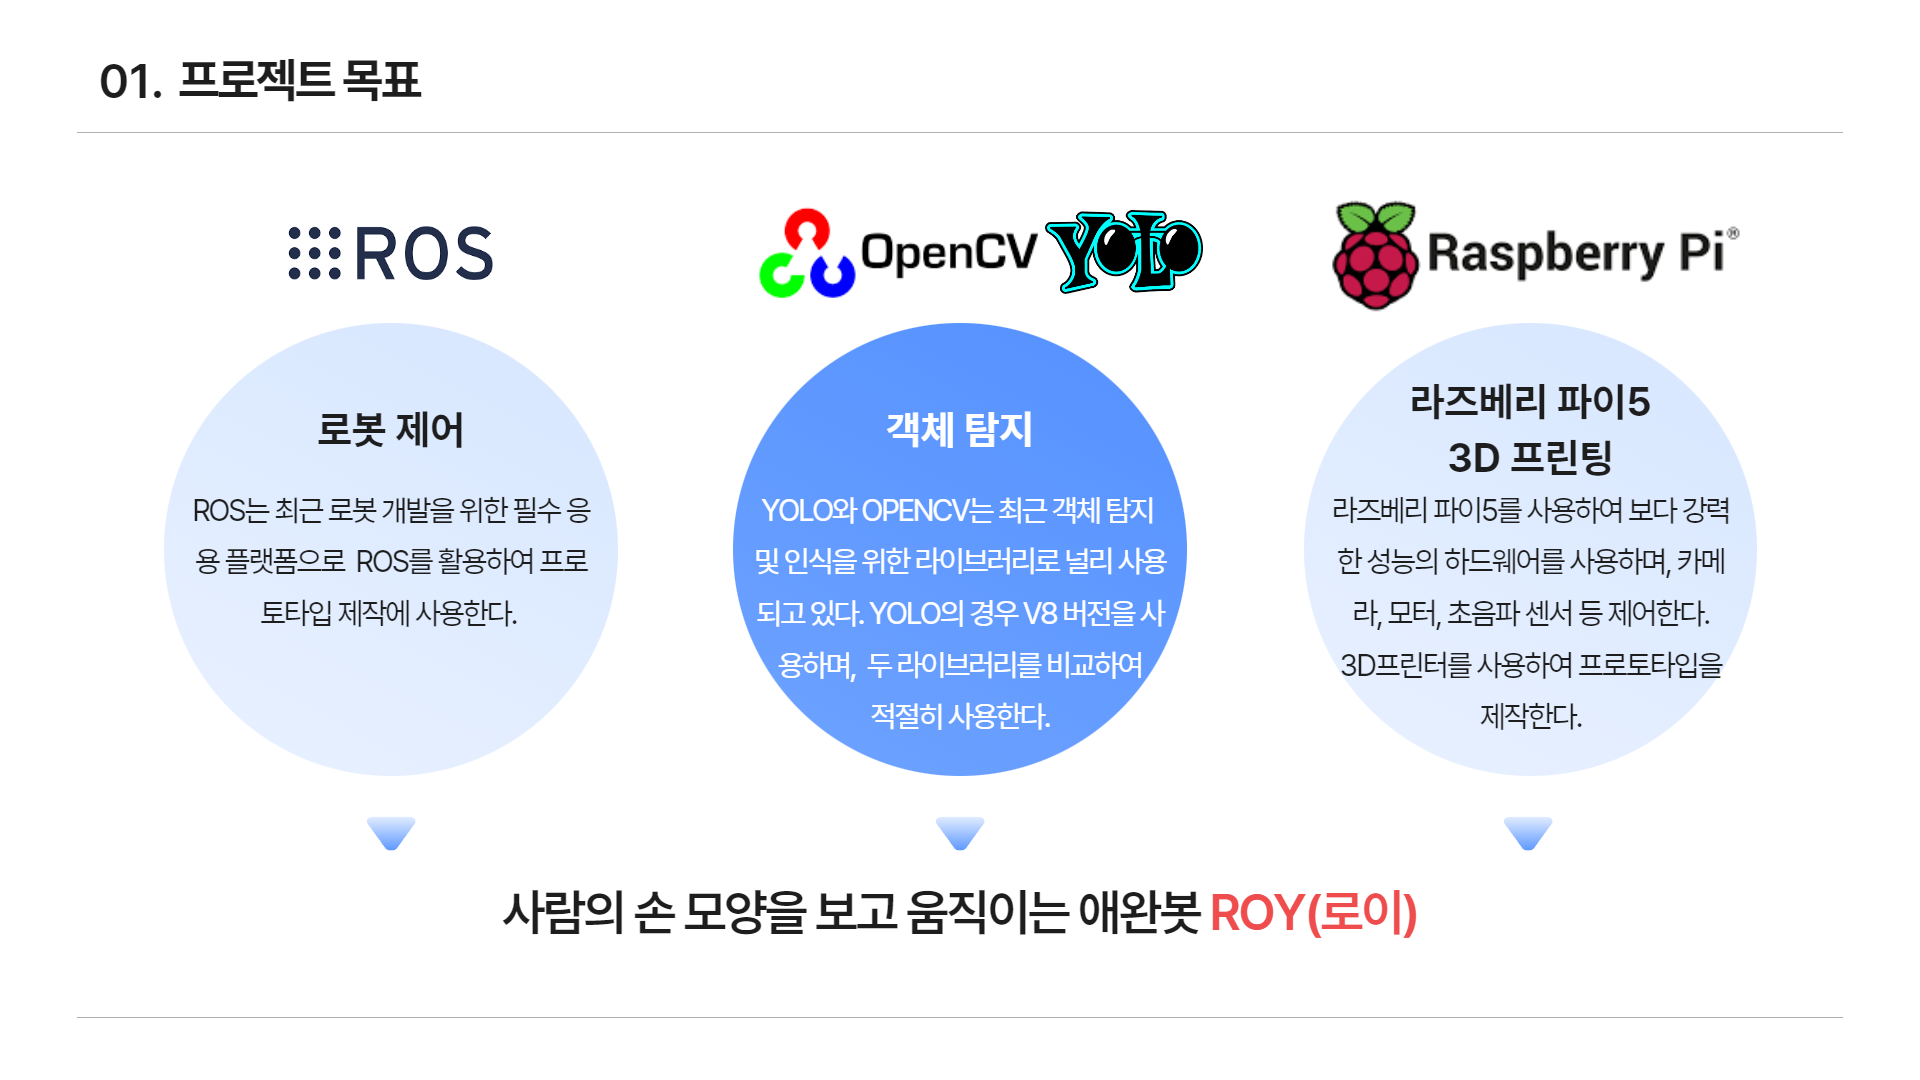 01. 프로젝트 목표
ROS
OpenCV
YOLO
Raspberry Pi®
로봇 제어
ROS는 최근 로봇 개발을 위한 필수 응
용 플랫폼으로 ROS를 활용하여 프로
토타입 제작에 사용한다.
객체 탐지
YOLO와 OPENCV는 최근 객체 탐지
및 인식을 위한 라이브러리로 널리 사용
되고 있다. YOLO의 경우 V8 버전을 사
용하며, 두 라이브러리를 비교하여
적절히 사용한다.
라즈베리 파이5
3D 프린팅
라즈베리 파이5를 사용하여 보다 강력
한 성능의 하드웨어를 사용하며, 카메
라, 모터, 초음파 센서 등 제어한다.
3D프린터를 사용하여 프로토타입을
제작한다.
사람의 손 모양을 보고 움직이는 애완봇 ROY(로이)